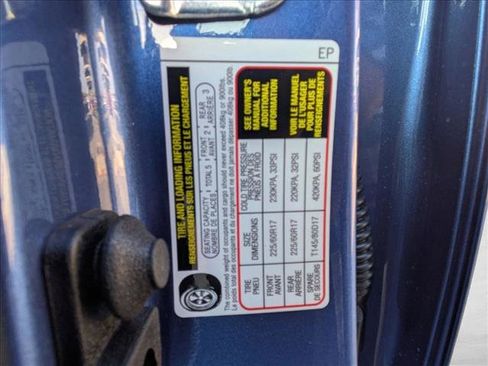 EP
TIRE AND LOADING INFORMATION
RENSEIGNEMENTS SUR LES PNEUS ET LE CHARGEMENT
SEATING CAPACITY TOTAL 5 FRONT 2 REAR 3
NOMBRE DE PLACES AVANT ARRIÈRE
The combined weight of occupants and cargo should never exceed 408kg or 900lbs.
Le poids total des occupants et du chargement ne doit jamais dépasser 408kg ou 900lb.
TIRE PNEU
SIZE DIMENSIONS
COLD TIRE PRESSURE
PRESSION DES PNEUS À FROID
FRONT AVANT 225/60R17 230KPA, 33PSI
REAR ARRIÈRE 225/60R17 220KPA, 32PSI
SPARE DE SECOURS T145/80D17 420KPA, 60PSI
SEE OWNER'S
MANUAL FOR
ADDITIONAL
INFORMATION
VOIR LE MANUEL
DE L'USAGER
POUR PLUS DE
RENSEIGNEMENTS